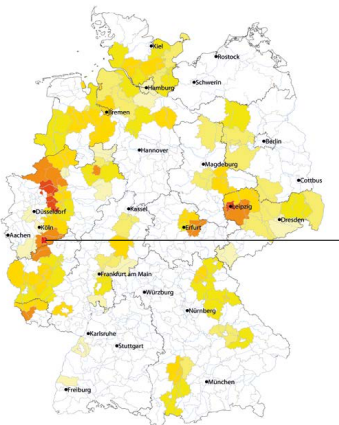 Kiel
Rostock
Schwerin
Hamburg
Bremen
Berlin
Hannover
Magdeburg
Cottbus
Kassel
Leipzig
Düsseldorf
Dresden
Erfurt
Köln
Aachen
Frankfurt am Main
Würzburg
Nürnberg
Karlsruhe
Stuttgart
München
Freiburg